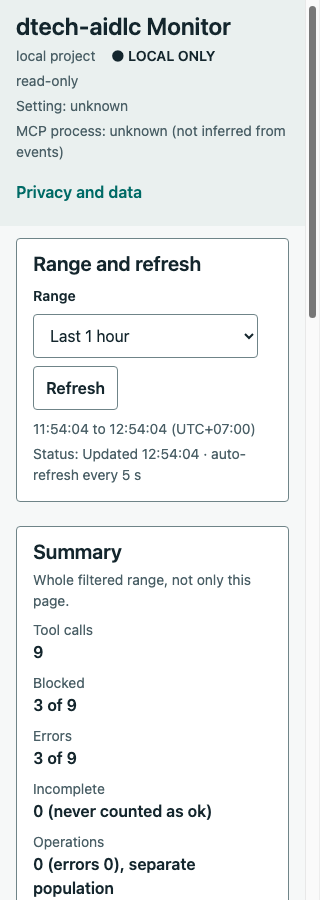 dtech-aidlc Monitor
local project ● LOCAL ONLY
read-only
Setting: unknown
MCP process: unknown (not inferred from
events)
Privacy and data
Range and refresh
Range
Last 1 hour
Refresh
11:54:04 to 12:54:04 (UTC+07:00)
Status: Updated 12:54:04 · auto-
refresh every 5 s
Summary
Whole filtered range, not only this
page.
Tool calls
9
Blocked
3 of 9
Errors
3 of 9
Incomplete
0 (never counted as ok)
Operations
0 (errors 0), separate
population